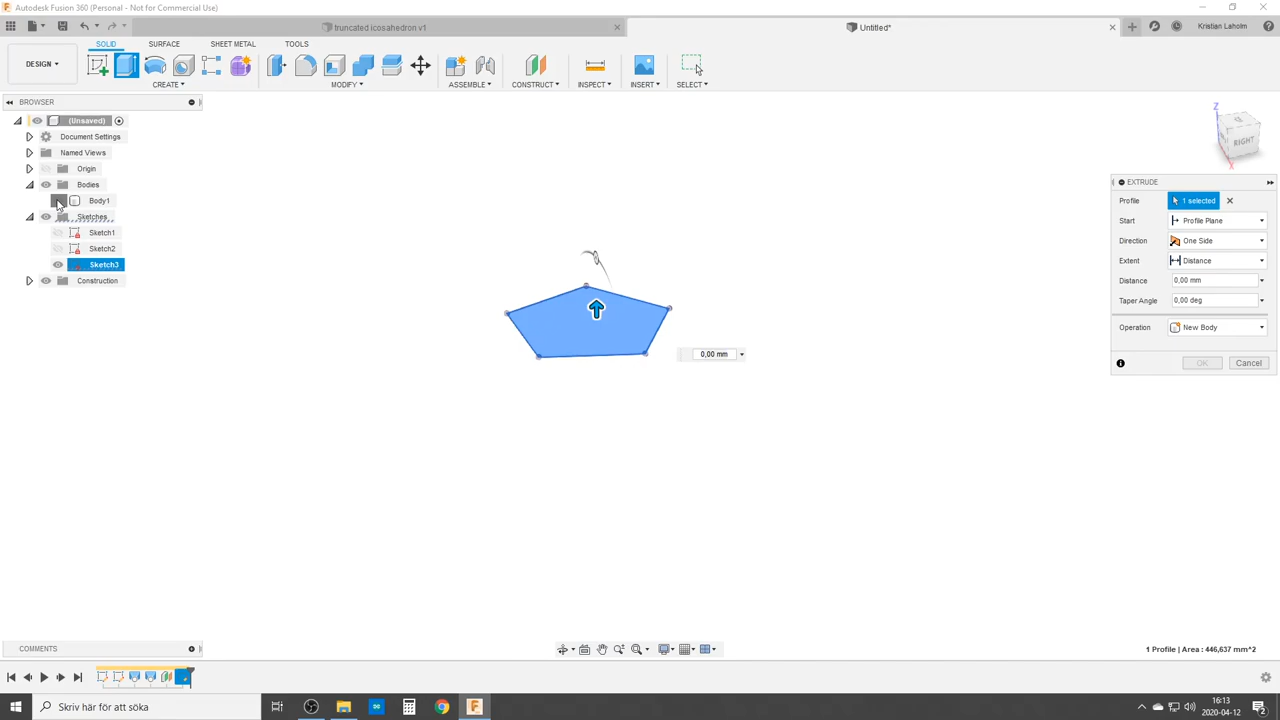 Autodesk Fusion 360 (Personal - Not for Commercial Use)
truncated icosahedron v1
Untitled*
Kristian Laholm
DESIGN
SOLID
SURFACE
SHEET METAL
TOOLS
CREATE
MODIFY
ASSEMBLE
CONSTRUCT
INSPECT
INSERT
SELECT
BROWSER
(Unsaved)
Document Settings
Named Views
Origin
Bodies
Body1
Sketches
Sketch1
Sketch2
Sketch3
Construction
Z
RIGHT
X
EXTRUDE
Profile 1 selected
Start Profile Plane
Direction One Side
Extent Distance
Distance 0,00 mm
Taper Angle 0,00 deg
Operation New Body
OK Cancel
0,00 mm
COMMENTS
1 Profile | Area : 446,637 mm^2
Skriv här för att söka
16:13
2020-04-12
2